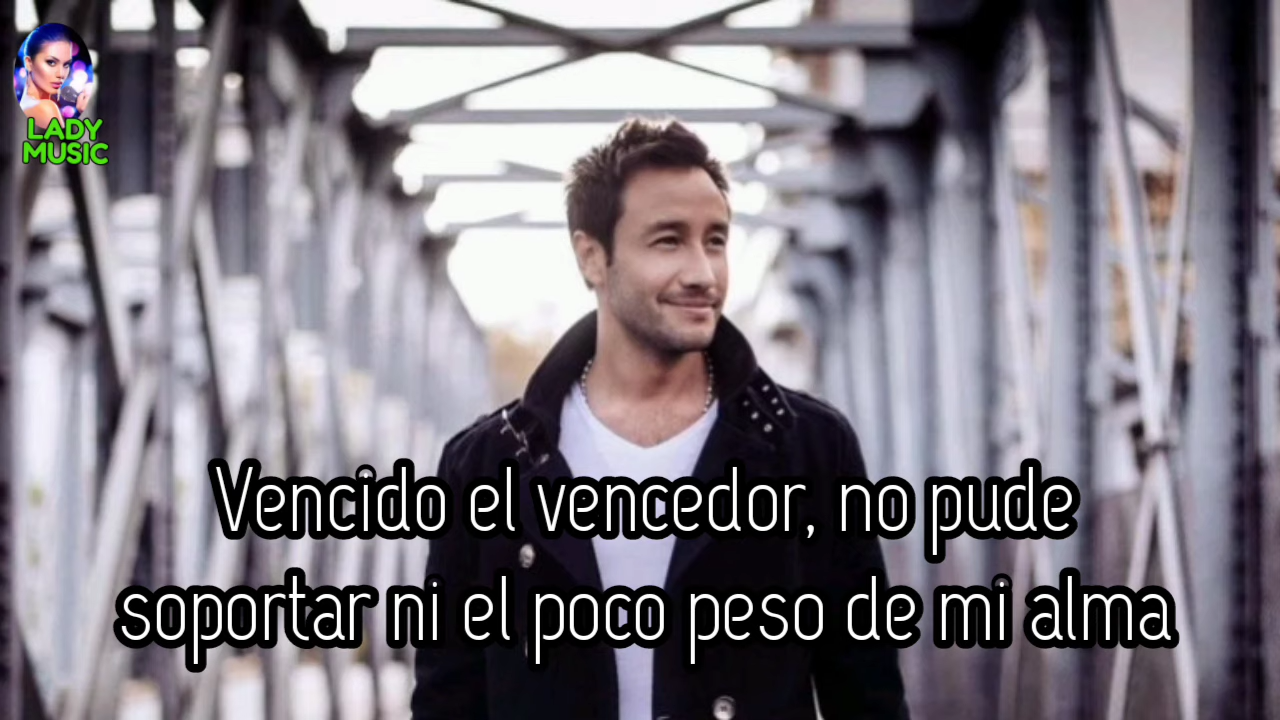 LADY
MUSIC
Vencido el vencedor, no pude
soportar ni el poco peso de mi alma